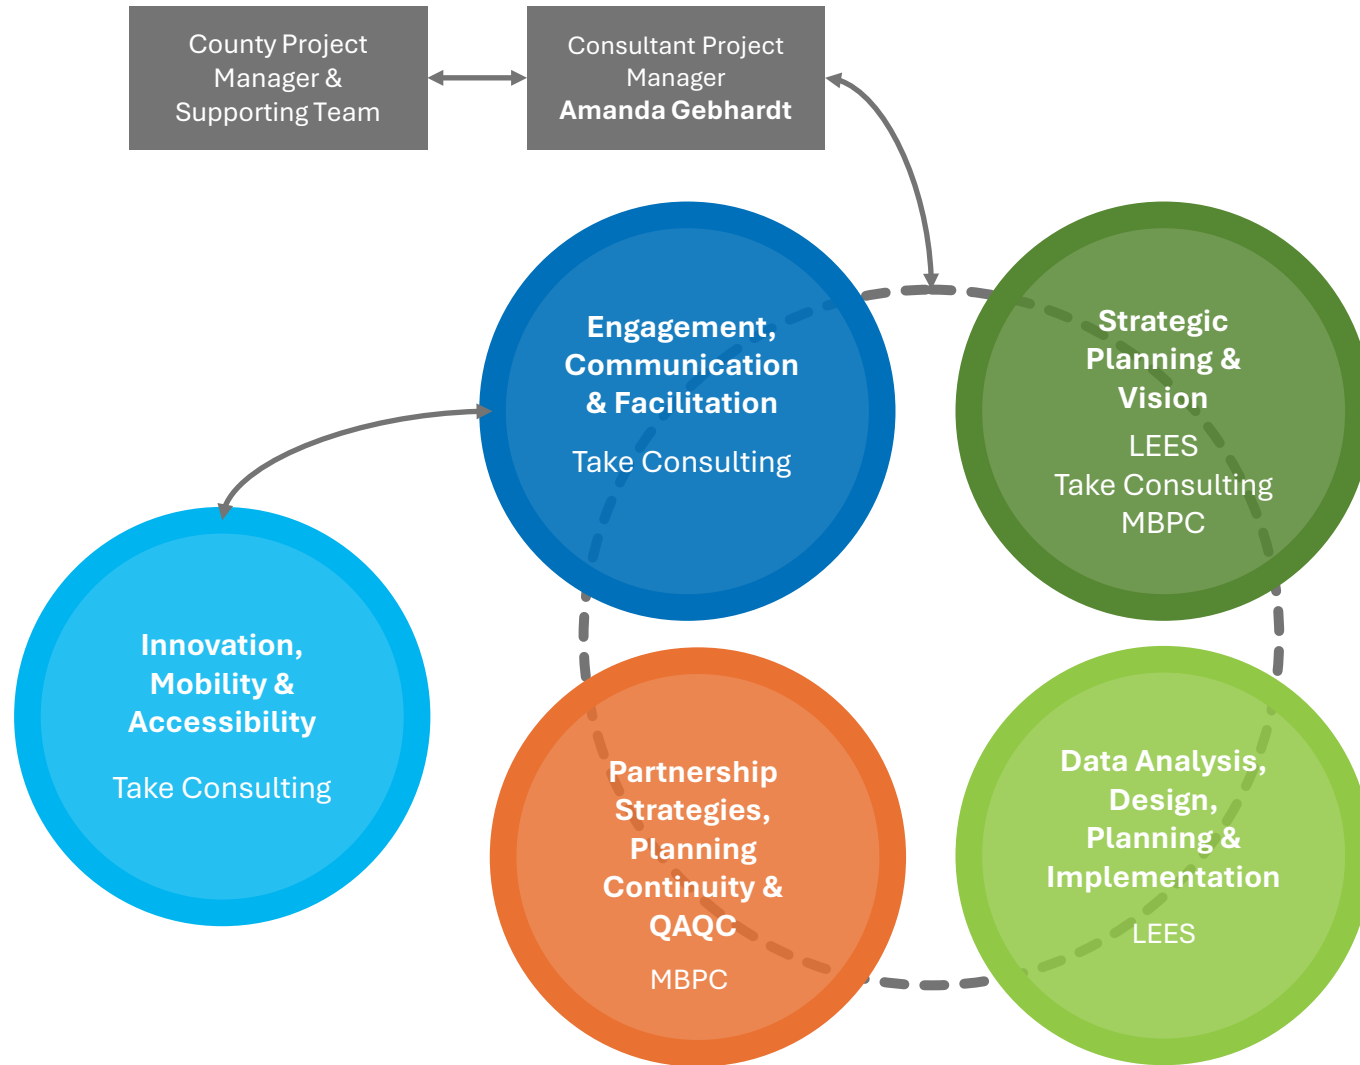 County Project
Manager &
Supporting Team
Consultant Project
Manager
Amanda Gebhardt
Engagement,
Communication
& Facilitation
Take Consulting
Strategic
Planning &
Vision
LEES
Take Consulting
MBPC
Innovation,
Mobility &
Accessibility
Take Consulting
Partnership
Strategies,
Planning
Continuity &
QAQC
MBPC
Data Analysis,
Design,
Planning &
Implementation
LEES